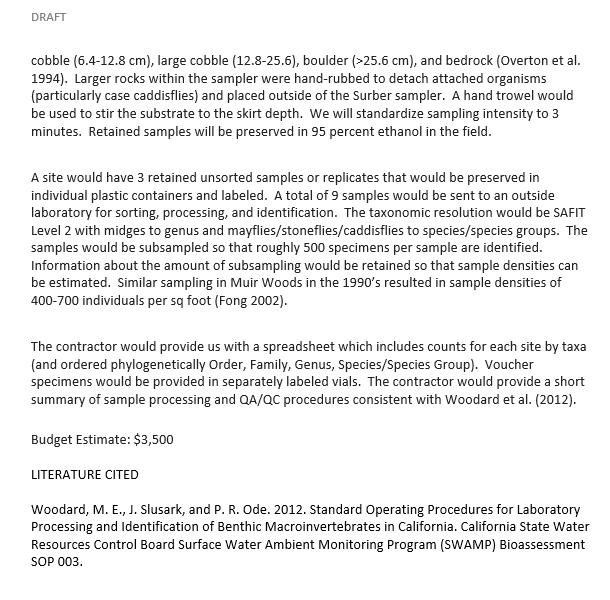 DRAFT
cobble (6.4-12.8 cm), large cobble (12.8-25.6), boulder (>25.6 cm), and bedrock (Overton et al.
1994).  Larger rocks within the sampler were hand-rubbed to detach attached organisms
(particularly case caddisflies) and placed outside of the Surber sampler.  A hand trowel would
be used to stir the substrate to the skirt depth.  We will standardize sampling intensity to 3
minutes.  Retained samples will be preserved in 95 percent ethanol in the field.
A site would have 3 retained unsorted samples or replicates that would be preserved in
individual plastic containers and labeled.  A total of 9 samples would be sent to an outside
laboratory for sorting, processing, and identification.  The taxonomic resolution would be SAFIT
Level 2 with midges to genus and mayflies/stoneflies/caddisflies to species/species groups.  The
samples would be subsampled so that roughly 500 specimens per sample are identified.
Information about the amount of subsampling would be retained so that sample densities can
be estimated.  Similar sampling in Muir Woods in the 1990's resulted in sample densities of
400-700 individuals per sq foot (Fong 2002).
The contractor would provide us with a spreadsheet which includes counts for each site by taxa
(and ordered phylogenetically Order, Family, Genus, Species/Species Group).  Voucher
specimens would be provided in separately labeled vials.  The contractor would provide a short
summary of sample processing and QA/QC procedures consistent with Woodard et al. (2012).
Budget Estimate: $3,500
LITERATURE CITED
Woodard, M. E., J. Slusark, and P. R. Ode. 2012. Standard Operating Procedures for Laboratory
Processing and Identification of Benthic Macroinvertebrates in California. California State Water
Resources Control Board Surface Water Ambient Monitoring Program (SWAMP) Bioassessment
SOP 003.